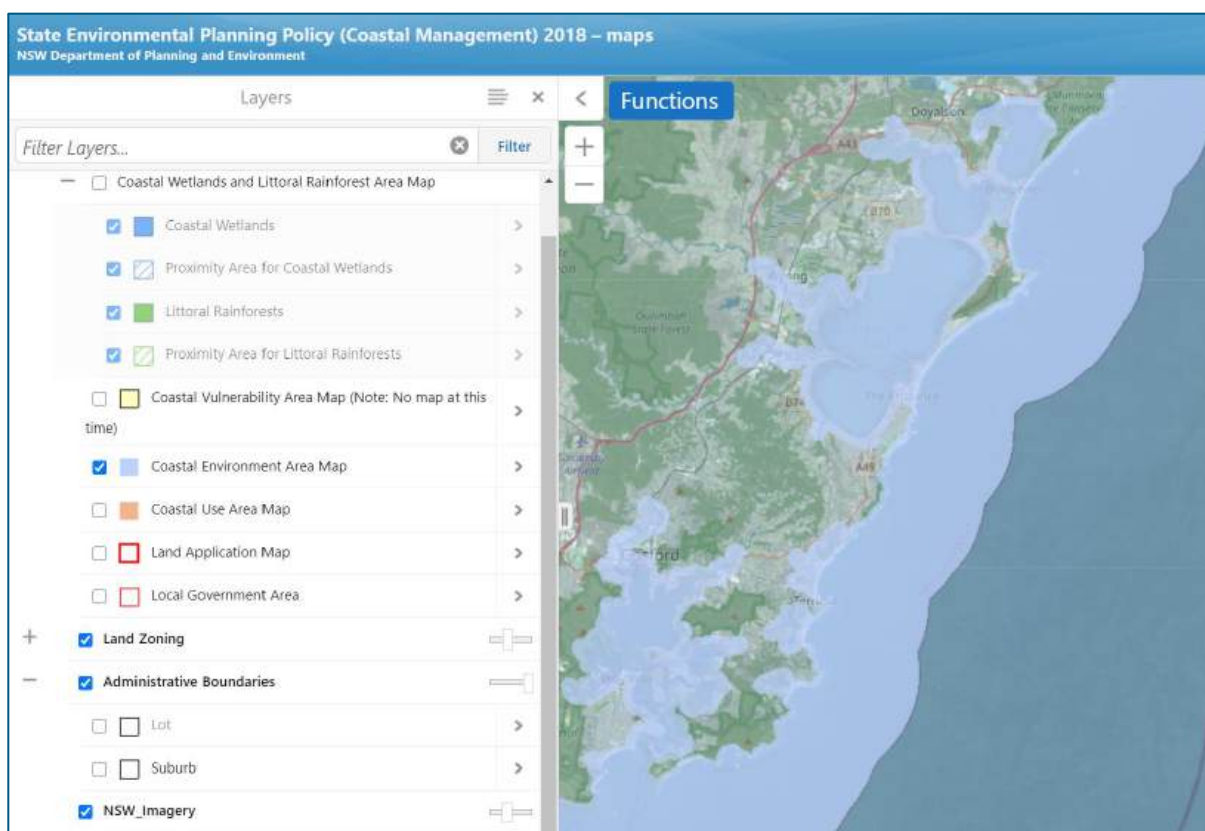 State Environmental Planning Policy (Coastal Management) 2018 – maps
NSW Department of Planning and Environment
Layers
Filter Layers...
Filter
Coastal Wetlands and Littoral Rainforest Area Map
Coastal Wetlands
Proximity Area for Coastal Wetlands
Littoral Rainforests
Proximity Area for Littoral Rainforests
Coastal Vulnerability Area Map (Note: No map at this
time)
Coastal Environment Area Map
Coastal Use Area Map
Land Application Map
Local Government Area
Land Zoning
Administrative Boundaries
Lot
Suburb
NSW_Imagery
Functions
Doyalson
A43
B70
State Forest
The Entrance
B74
A49